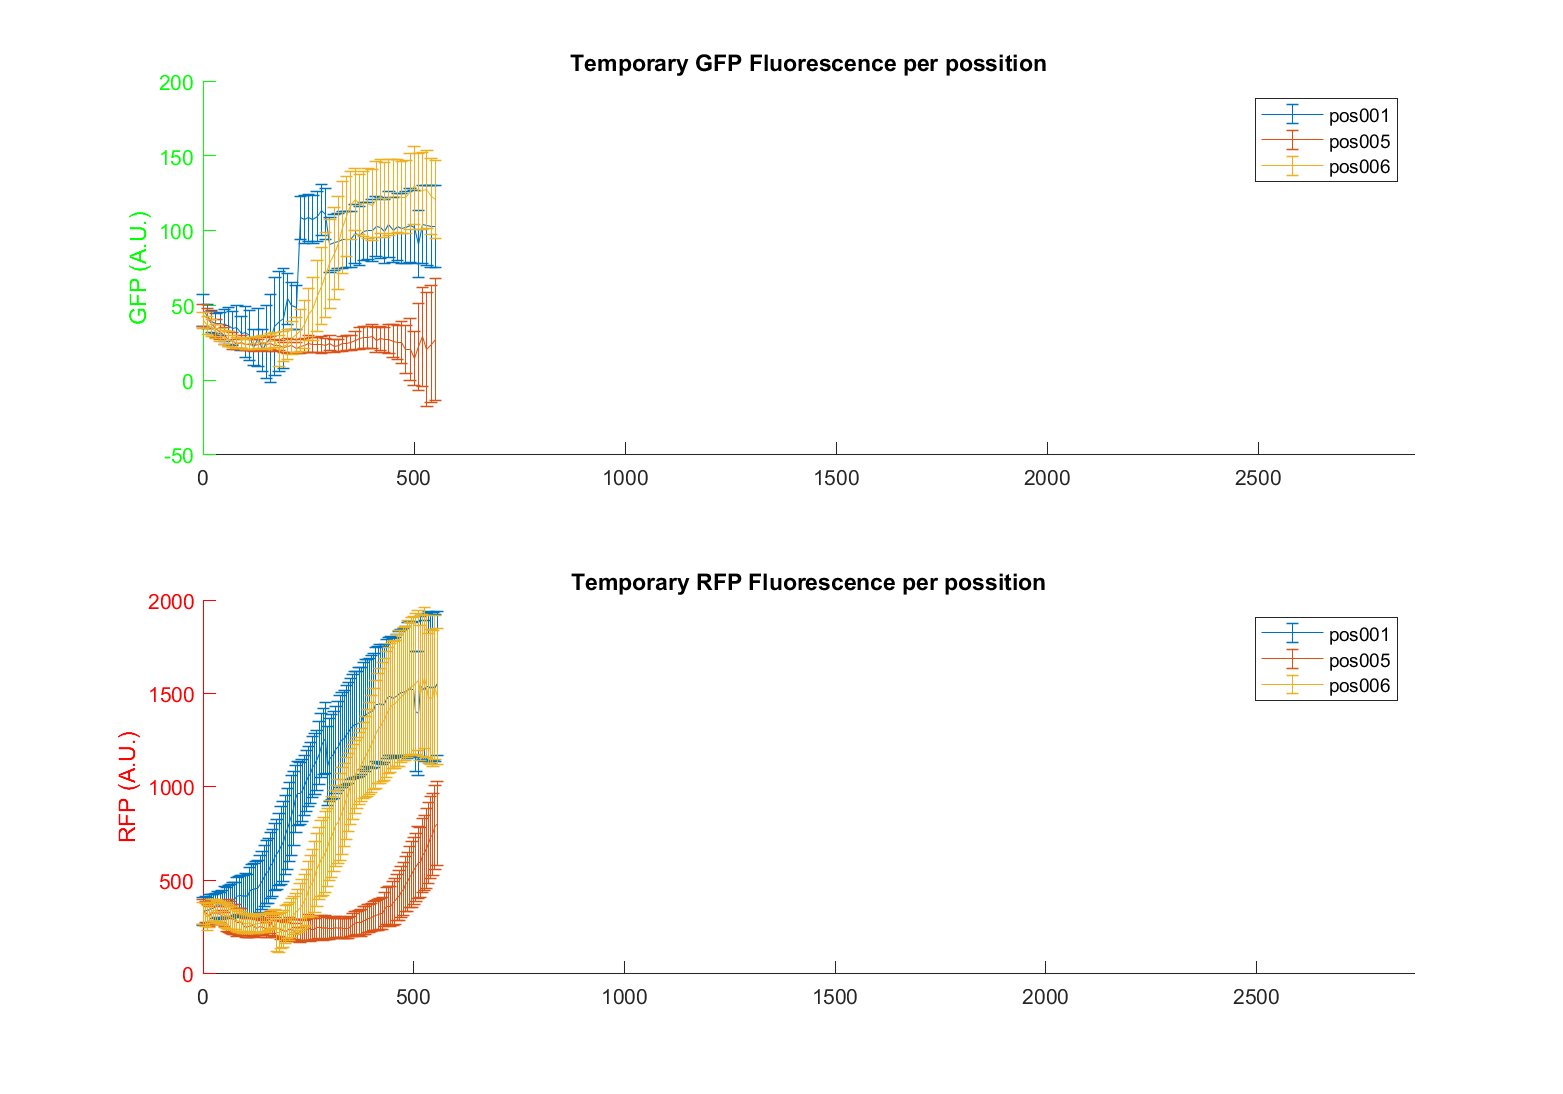 Temporary GFP Fluorescence per possition
200
150
100
50
0
-50
GFP (A.U.)
0 500 1000 1500 2000 2500
pos001
pos005
pos006
Temporary RFP Fluorescence per possition
2000
1500
1000
500
0
RFP (A.U.)
0 500 1000 1500 2000 2500
pos001
pos005
pos006